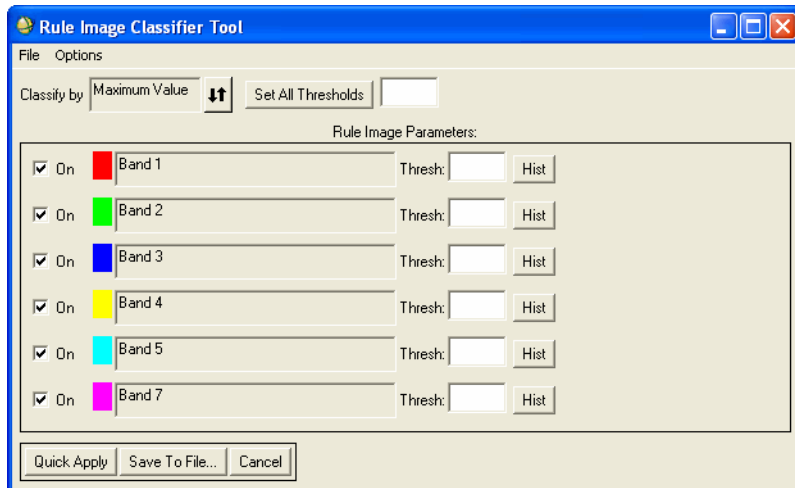 Rule Image Classifier Tool
File Options
Classify by Maximum Value Set All Thresholds
Rule Image Parameters:
On Band 1 Thresh: Hist
On Band 2 Thresh: Hist
On Band 3 Thresh: Hist
On Band 4 Thresh: Hist
On Band 5 Thresh: Hist
On Band 7 Thresh: Hist
Quick Apply Save To File... Cancel